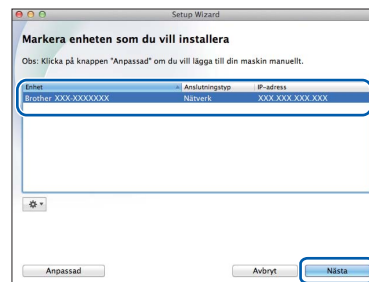 Setup Wizard
Markera enheten som du vill installera
Obs: Klicka på knappen "Anpassad" om du vill lägga till din maskin manuellt.
Enhet Anslutningstyp IP-adress
Brother XXX-XXXXXXX Nätverk XXX.XXX.XXX.XXX
Anpassad Avbryt Nästa